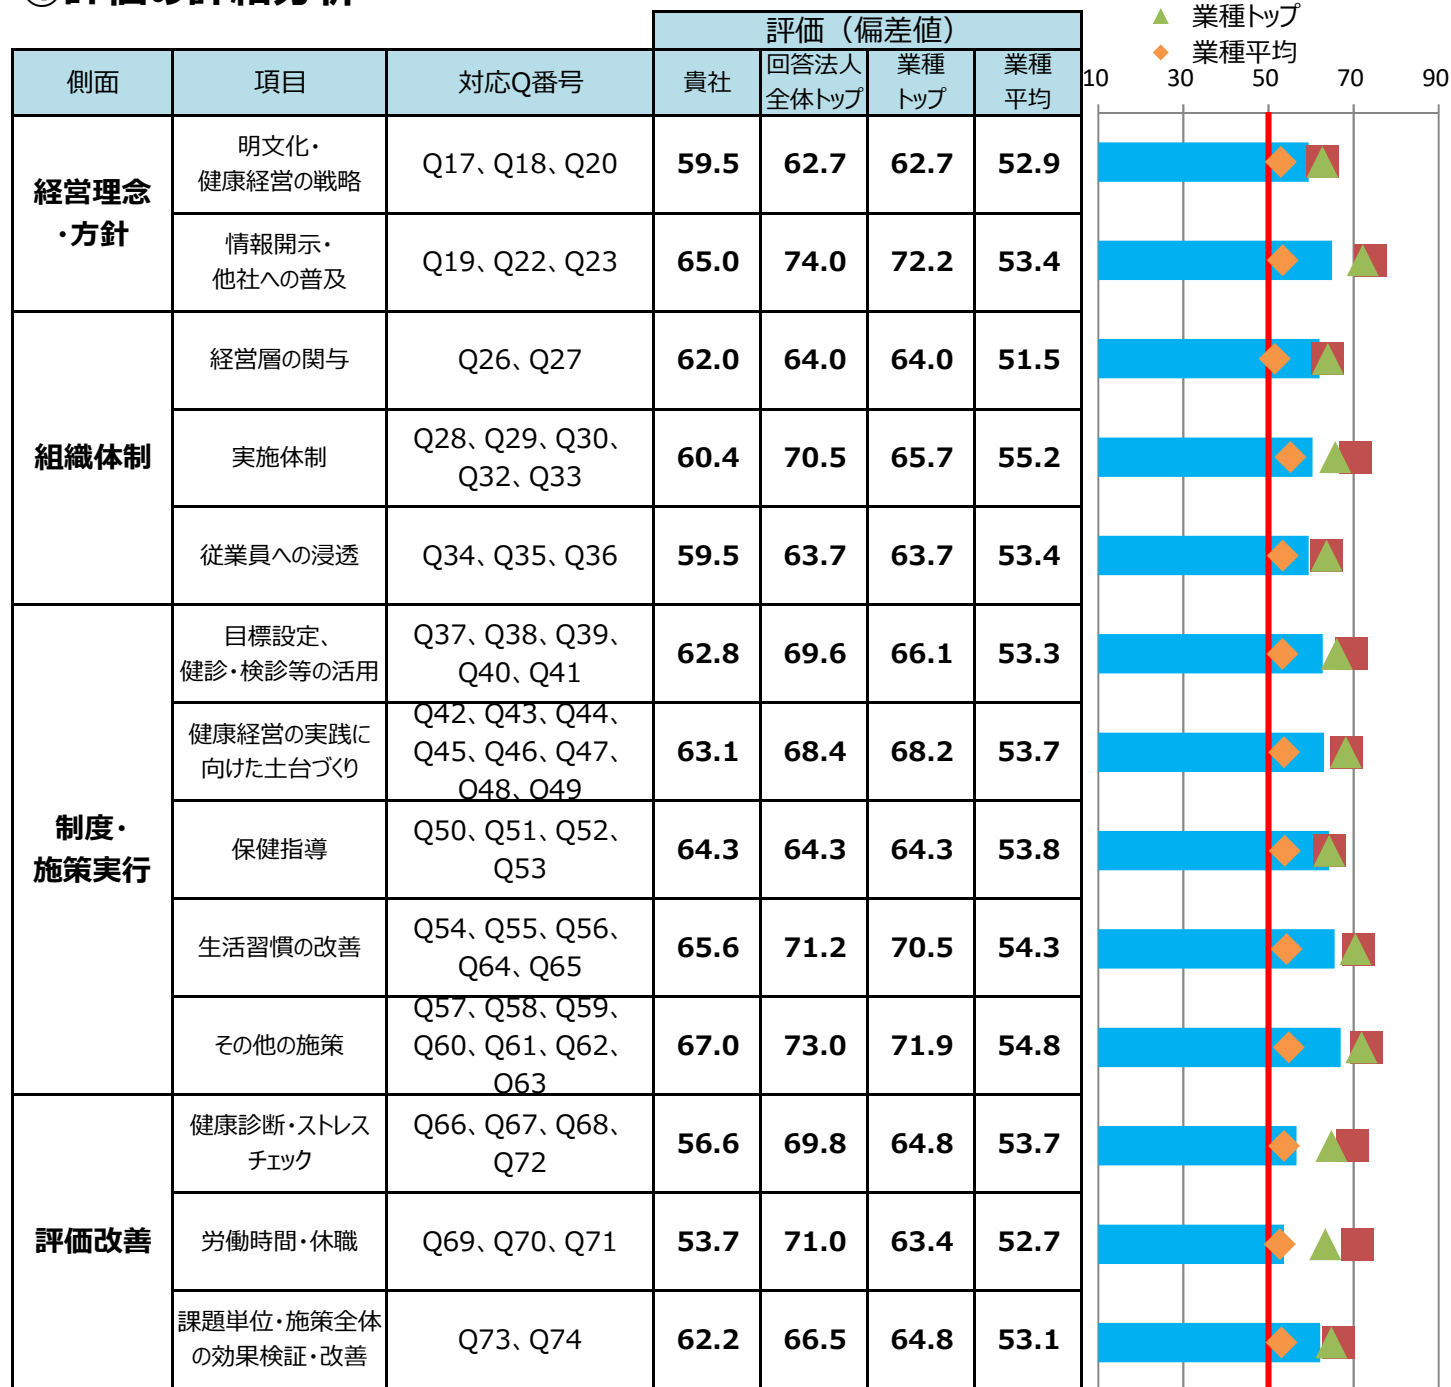 業種トップ
業種平均
評価（偏差値）
側面 項目 対応Q番号 貴社 回答法人 全体トップ 業種 トップ 業種 平均
10 30 50 70 90
経営理念
・方針
明文化・
健康経営の戦略
Q17、Q18、Q20
59.5 62.7 62.7 52.9
情報開示・
他社への普及
Q19、Q22、Q23
65.0 74.0 72.2 53.4
組織体制
経営層の関与
Q26、Q27
62.0 64.0 64.0 51.5
実施体制
Q28、Q29、Q30、
Q32、Q33
60.4 70.5 65.7 55.2
従業員への浸透
Q34、Q35、Q36
59.5 63.7 63.7 53.4
制度・
施策実行
目標設定、
健診・検診等の活用
Q37、Q38、Q39、
Q40、Q41
62.8 69.6 66.1 53.3
健康経営の実践に
向けた土台づくり
Q42、Q43、Q44、
Q45、Q46、Q47、
Q48、Q49
63.1 68.4 68.2 53.7
保健指導
Q50、Q51、Q52、
Q53
64.3 64.3 64.3 53.8
生活習慣の改善
Q54、Q55、Q56、
Q64、Q65
65.6 71.2 70.5 54.3
その他の施策
Q57、Q58、Q59、
Q60、Q61、Q62、
Q63
67.0 73.0 71.9 54.8
評価改善
健康診断・ストレス
チェック
Q66、Q67、Q68、
Q72
56.6 69.8 64.8 53.7
労働時間・休職
Q69、Q70、Q71
53.7 71.0 63.4 52.7
課題単位・施策全体
の効果検証・改善
Q73、Q74
62.2 66.5 64.8 53.1